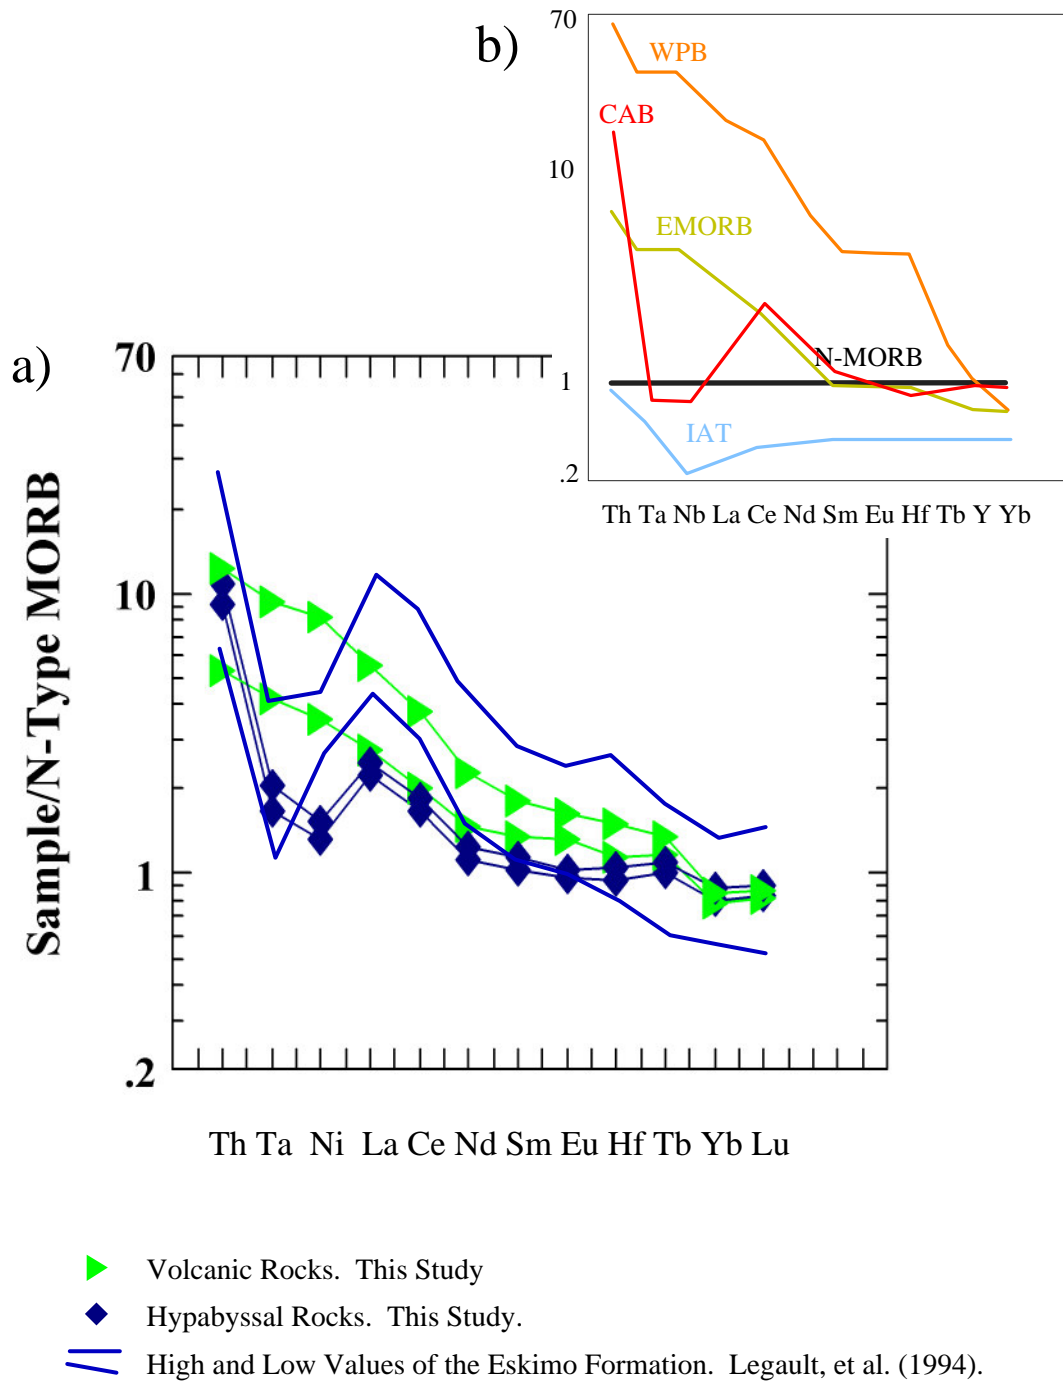 b)
70
WPB
CAB
10
EMORB
N-MORB
1
IAT
.2
Th Ta Nb La Ce Nd Sm Eu Hf Tb Y Yb
a)
70
10
1
.2
Sample/N-Type MORB
Th Ta Ni La Ce Nd Sm Eu Hf Tb Yb Lu
Volcanic Rocks. This Study
Hypabyssal Rocks. This Study.
High and Low Values of the Eskimo Formation. Legault, et al. (1994).